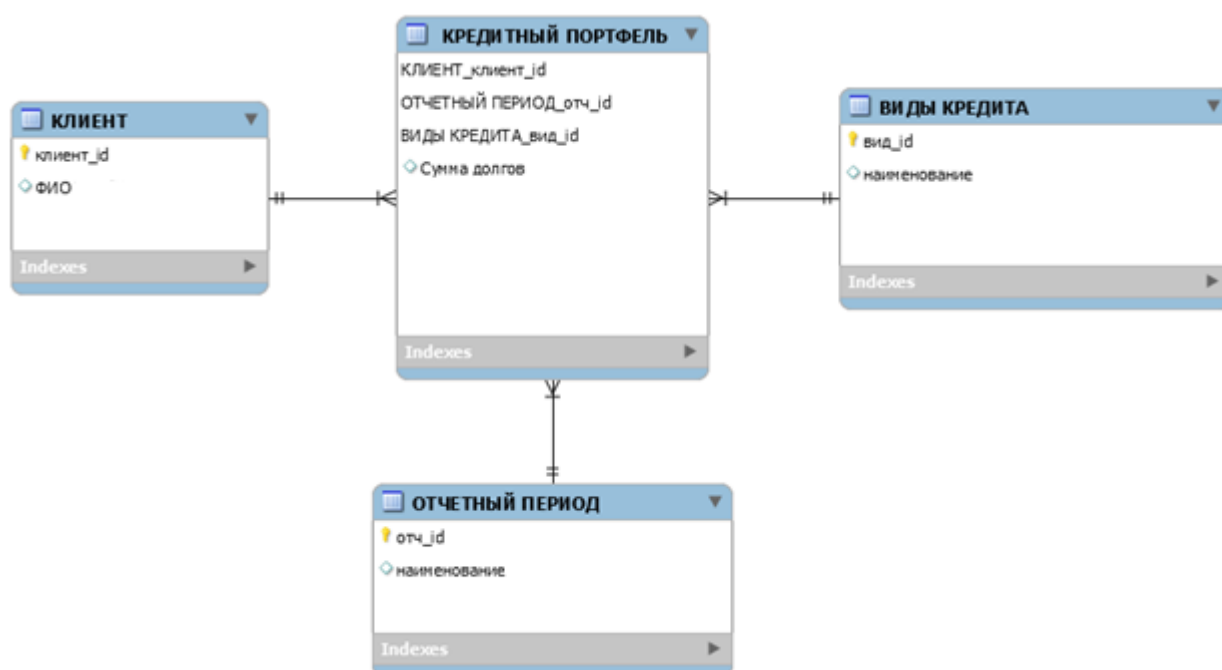 КРЕДИТНЫЙ ПОРТФЕЛЬ
КЛИЕНТ_клиент_id
ОТЧЕТНЫЙ ПЕРИОД_отч_id
ВИДЫ КРЕДИТА_вид_id
Сумма долгов
Indexes
КЛИЕНТ
клиент_id
ФИО
Indexes
ВИДЫ КРЕДИТА
вид_id
наименование
Indexes
ОТЧЕТНЫЙ ПЕРИОД
отч_id
наименование
Indexes